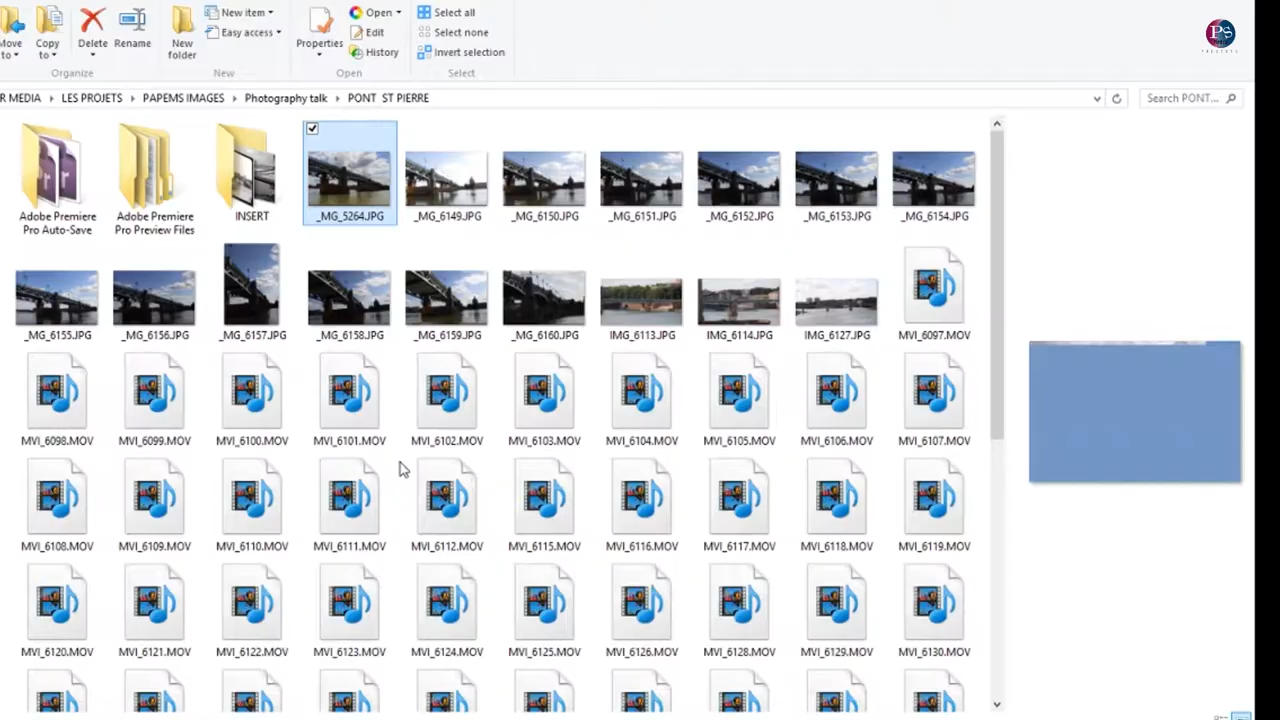 New item
Easy access
Move to
Copy to
Delete
Rename
New folder
Properties
Open
Edit
History
Select all
Select none
Invert selection
Organize
New
Open
Select
PS
R MEDIA
LES PROJETS
PAPEMS IMAGES
Photography talk
PONT ST PIERRE
Search PONT...
Adobe Premiere
Pro Auto-Save
Adobe Premiere
Pro Preview Files
INSERT
_MG_5264.JPG
_MG_6149.JPG
_MG_6150.JPG
_MG_6151.JPG
_MG_6152.JPG
_MG_6153.JPG
_MG_6154.JPG
_MG_6155.JPG
_MG_6156.JPG
_MG_6157.JPG
_MG_6158.JPG
_MG_6159.JPG
_MG_6160.JPG
IMG_6113.JPG
IMG_6114.JPG
IMG_6127.JPG
MVI_6097.MOV
MVI_6098.MOV
MVI_6099.MOV
MVI_6100.MOV
MVI_6101.MOV
MVI_6102.MOV
MVI_6103.MOV
MVI_6104.MOV
MVI_6105.MOV
MVI_6106.MOV
MVI_6107.MOV
MVI_6108.MOV
MVI_6109.MOV
MVI_6110.MOV
MVI_6111.MOV
MVI_6112.MOV
MVI_6115.MOV
MVI_6116.MOV
MVI_6117.MOV
MVI_6118.MOV
MVI_6119.MOV
MVI_6120.MOV
MVI_6121.MOV
MVI_6122.MOV
MVI_6123.MOV
MVI_6124.MOV
MVI_6125.MOV
MVI_6126.MOV
MVI_6128.MOV
MVI_6129.MOV
MVI_6130.MOV